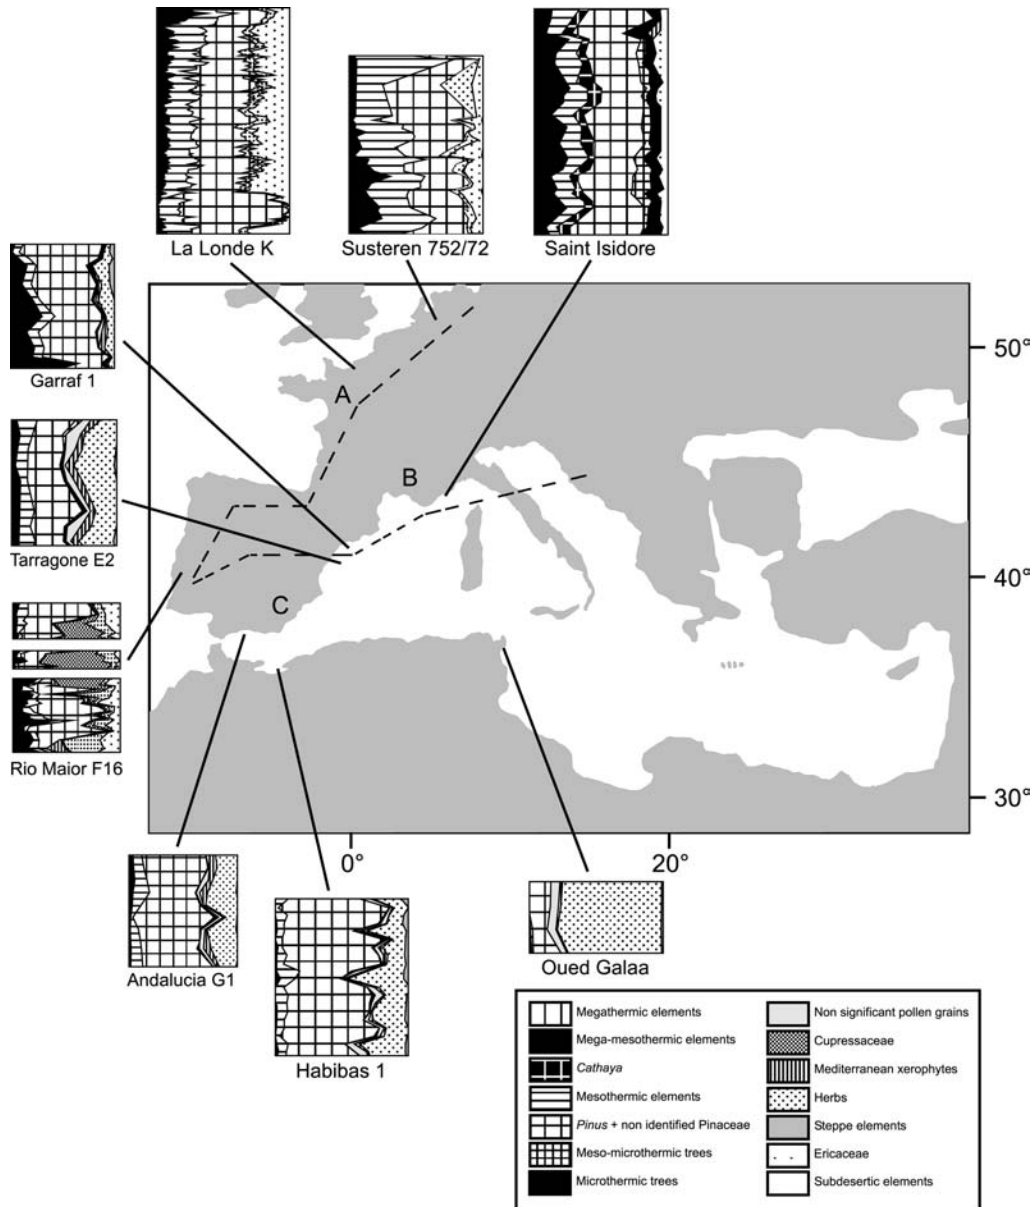 La Londe K
Susteren 752/72
Saint Isidore
Garraf 1
Tarragone E2
Rio Maior F16
A
B
C
50°
40°
30°
0°
20°
Andalucia G1
Habibas 1
Oued Galaa
Megathermic elements
Mega-mesothermic elements
Cathaya
Mesothermic elements
Pinus + non identified Pinaceae
Meso-microthermic trees
Microthermic trees
Non significant pollen grains
Cupressaceae
Mediterranean xerophytes
Herbs
Steppe elements
Ericaceae
Subdesertic elements